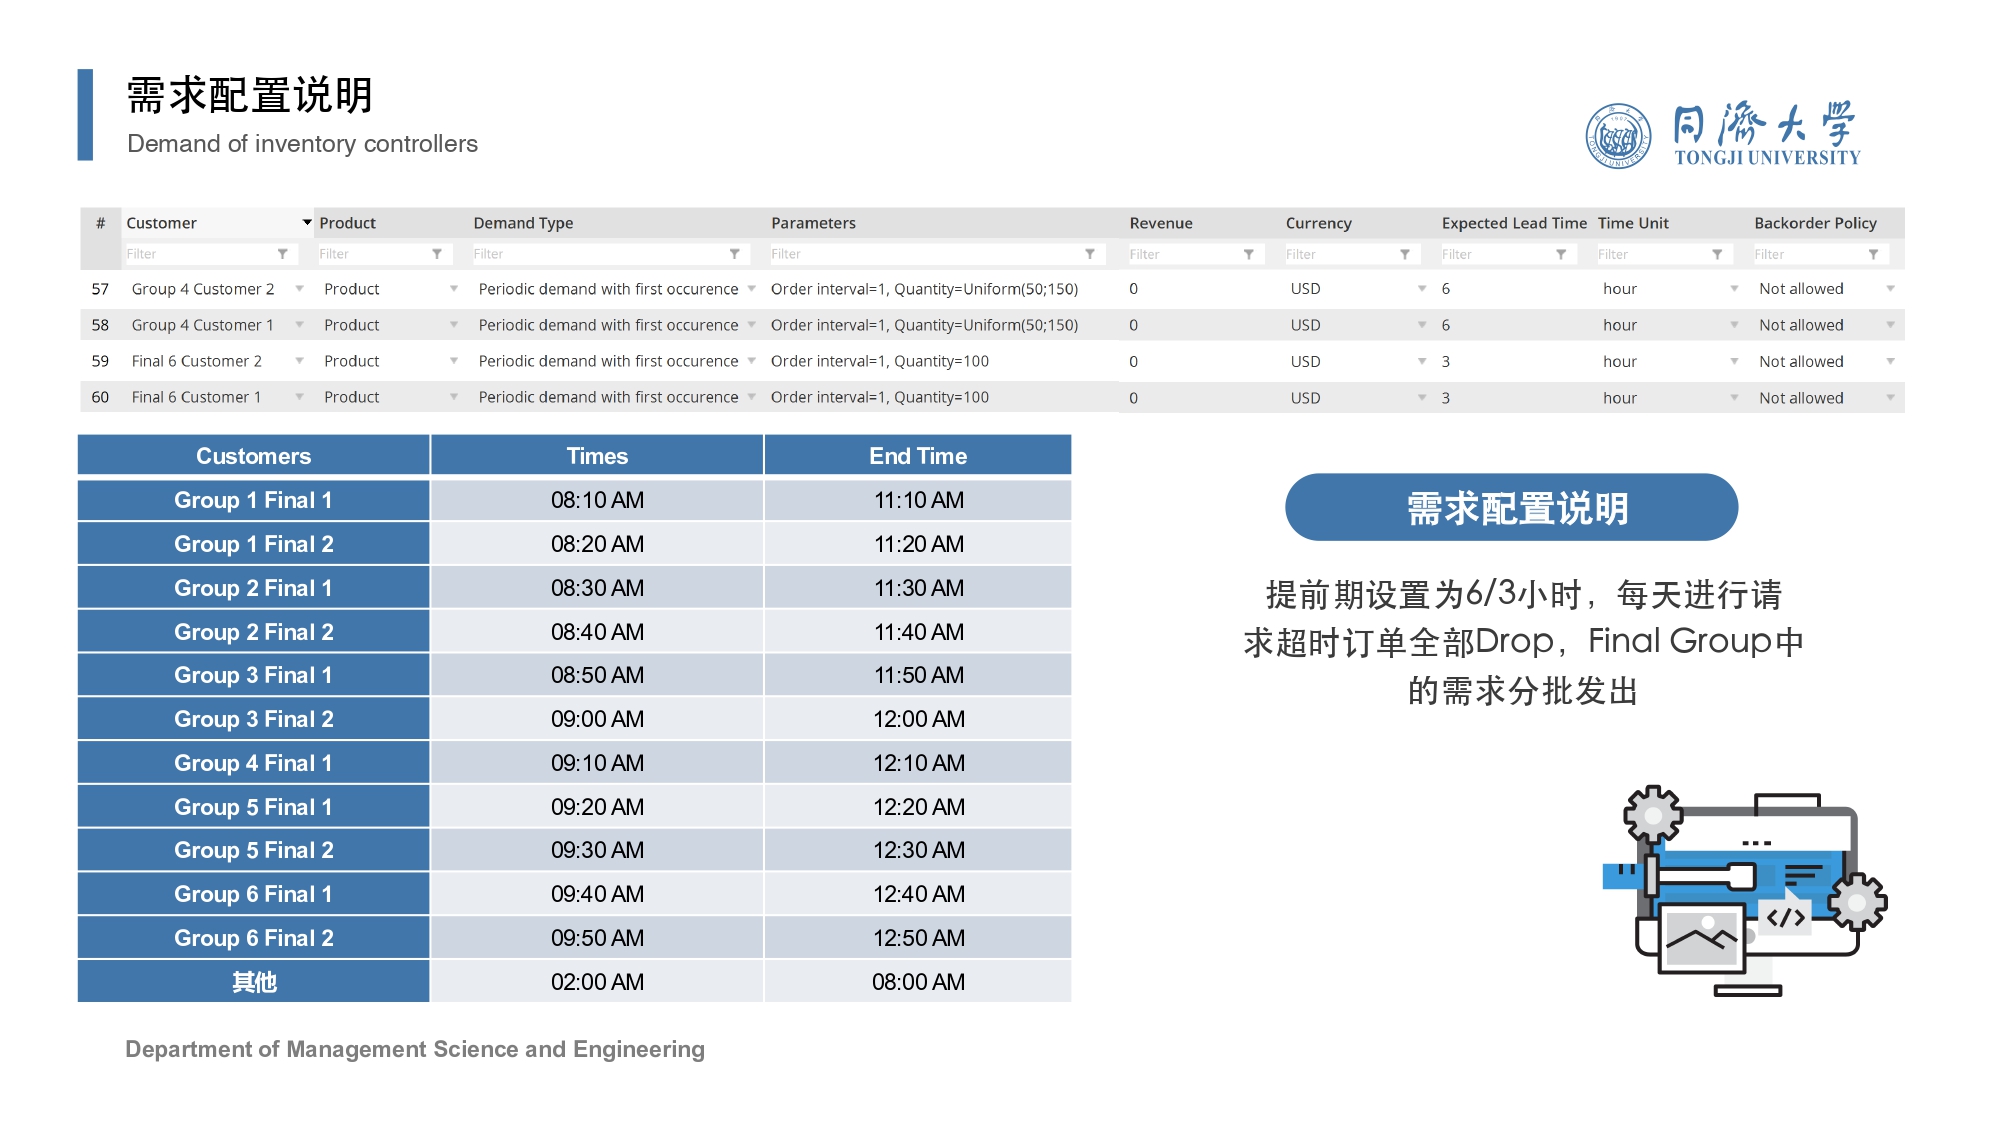 需求配置说明
Demand of inventory controllers
同濟大学
TONGJI UNIVERSITY
# Customer Product Demand Type Parameters Revenue Currency Expected Lead Time Time Unit Backorder Policy
Filter Filter Filter Filter Filter Filter Filter Filter Filter
57 Group 4 Customer 2 Product Periodic demand with first occurence Order interval=1, Quantity=Uniform(50;150) 0 USD 6 hour Not allowed
58 Group 4 Customer 1 Product Periodic demand with first occurence Order interval=1, Quantity=Uniform(50;150) 0 USD 6 hour Not allowed
59 Final 6 Customer 2 Product Periodic demand with first occurence Order interval=1, Quantity=100 0 USD 3 hour Not allowed
60 Final 6 Customer 1 Product Periodic demand with first occurence Order interval=1, Quantity=100 0 USD 3 hour Not allowed
Customers Times End Time
Group 1 Final 1 08:10 AM 11:10 AM
Group 1 Final 2 08:20 AM 11:20 AM
Group 2 Final 1 08:30 AM 11:30 AM
Group 2 Final 2 08:40 AM 11:40 AM
Group 3 Final 1 08:50 AM 11:50 AM
Group 3 Final 2 09:00 AM 12:00 AM
Group 4 Final 1 09:10 AM 12:10 AM
Group 5 Final 1 09:20 AM 12:20 AM
Group 5 Final 2 09:30 AM 12:30 AM
Group 6 Final 1 09:40 AM 12:40 AM
Group 6 Final 2 09:50 AM 12:50 AM
其他 02:00 AM 08:00 AM
需求配置说明
提前期设置为6/3小时，每天进行请
求超时订单全部Drop，Final Group中
的需求分批发出
</>
Department of Management Science and Engineering